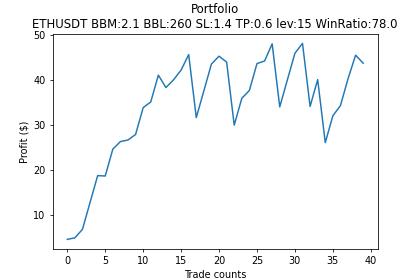 Portfolio
ETHUSDT BBM:2.1 BBL:260 SL:1.4 TP:0.6 lev:15 WinRatio:78.0
50
40
30
20
10
Profit ($)
0 5 10 15 20 25 30 35 40
Trade counts